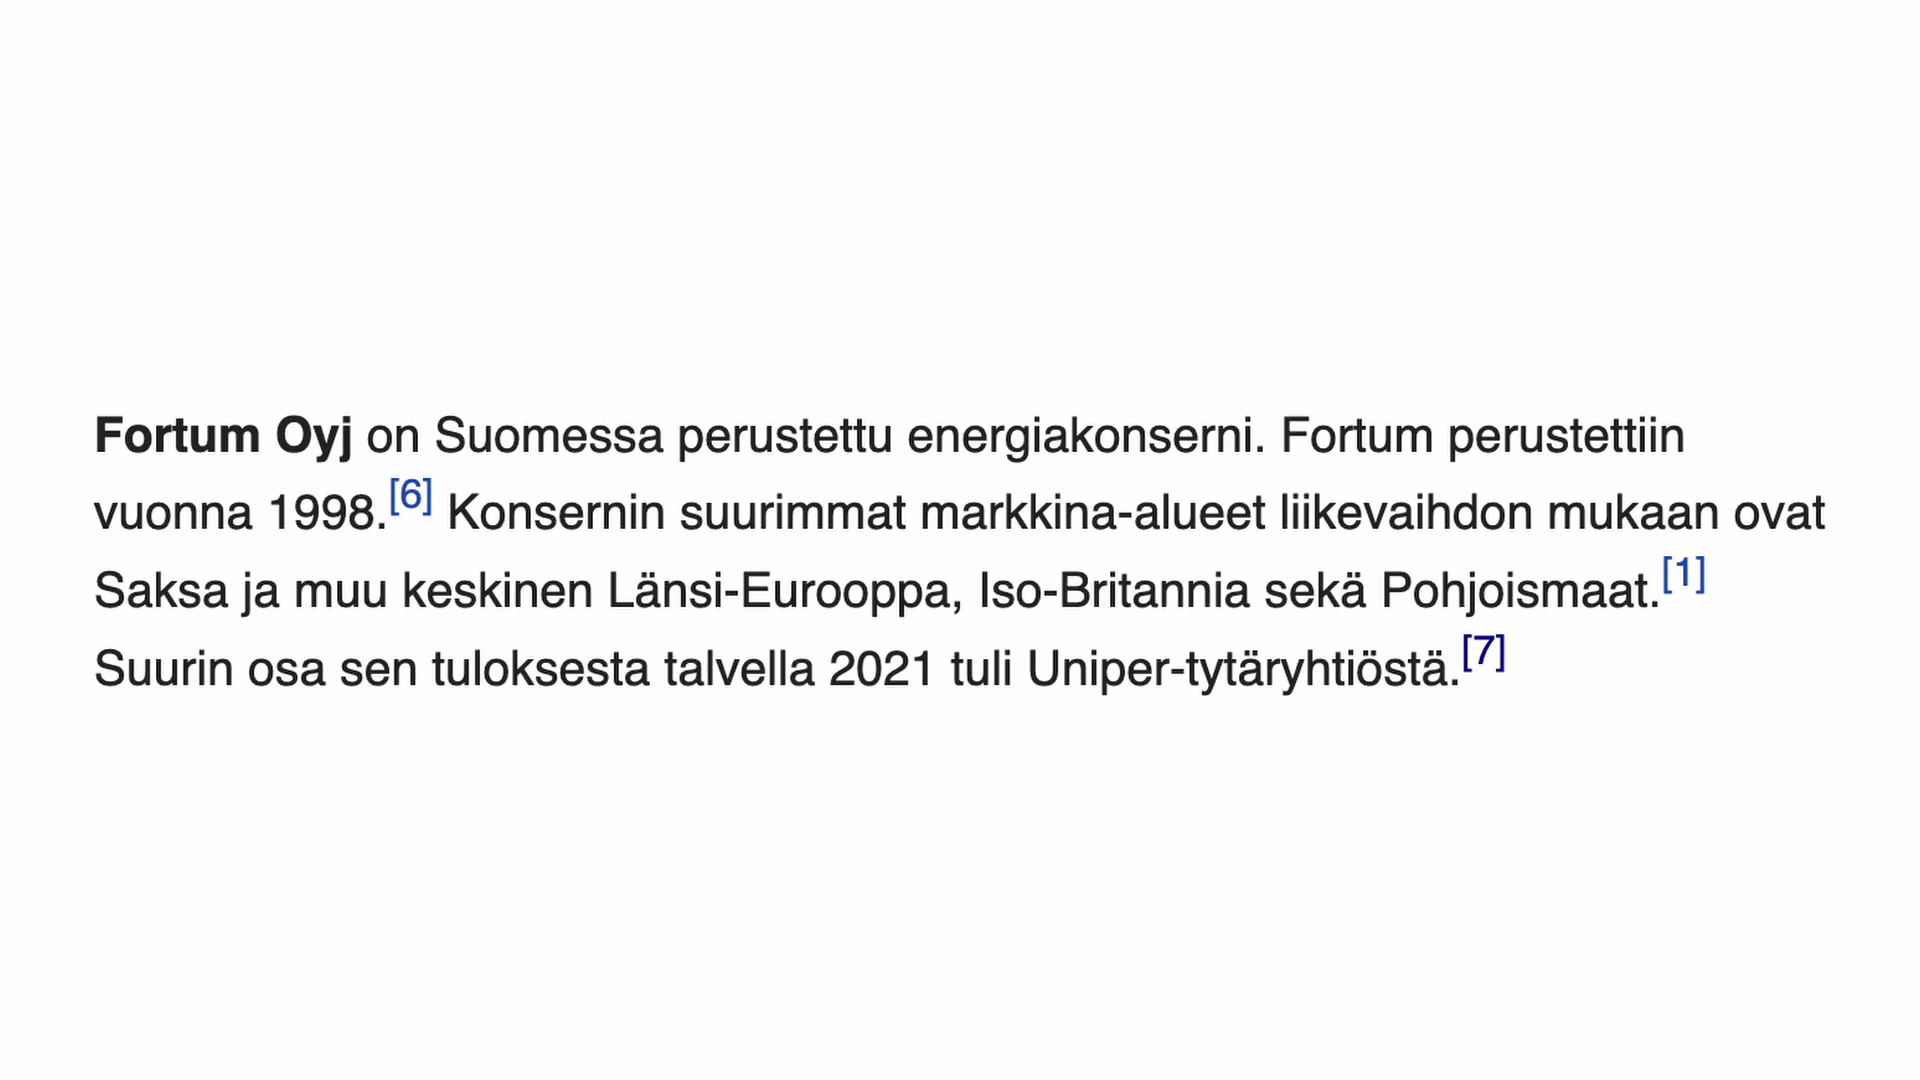 Fortum Oyj on Suomessa perustettu energiakonserni. Fortum perustettiin
vuonna 1998.[6] Konsernin suurimmat markkina-alueet liikevaihdon mukaan ovat
Saksa ja muu keskinen Länsi-Eurooppa, Iso-Britannia sekä Pohjoismaat.[1]
Suurin osa sen tuloksesta talvella 2021 tuli Uniper-tytäryhtiöstä.[7]